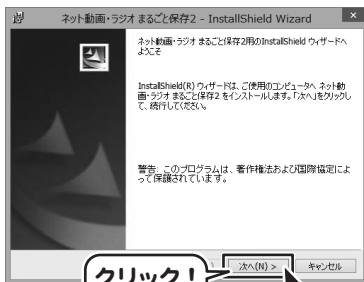 ネット動画・ラジオ まるごと保存2 - InstallShield Wizard
ネット動画・ラジオ まるごと保存2用のInstallShield ウィザードへ
ようこそ
InstallShield(R) ウィザードは、ご使用のコンピュータへ ネット動
画・ラジオ まるごと保存2 をインストールします。「次へ」をクリックし
て、続行してください。
警告: このプログラムは、著作権法および国際協定によ
って保護されています。
次へ(N) >
キャンセル
クリック!